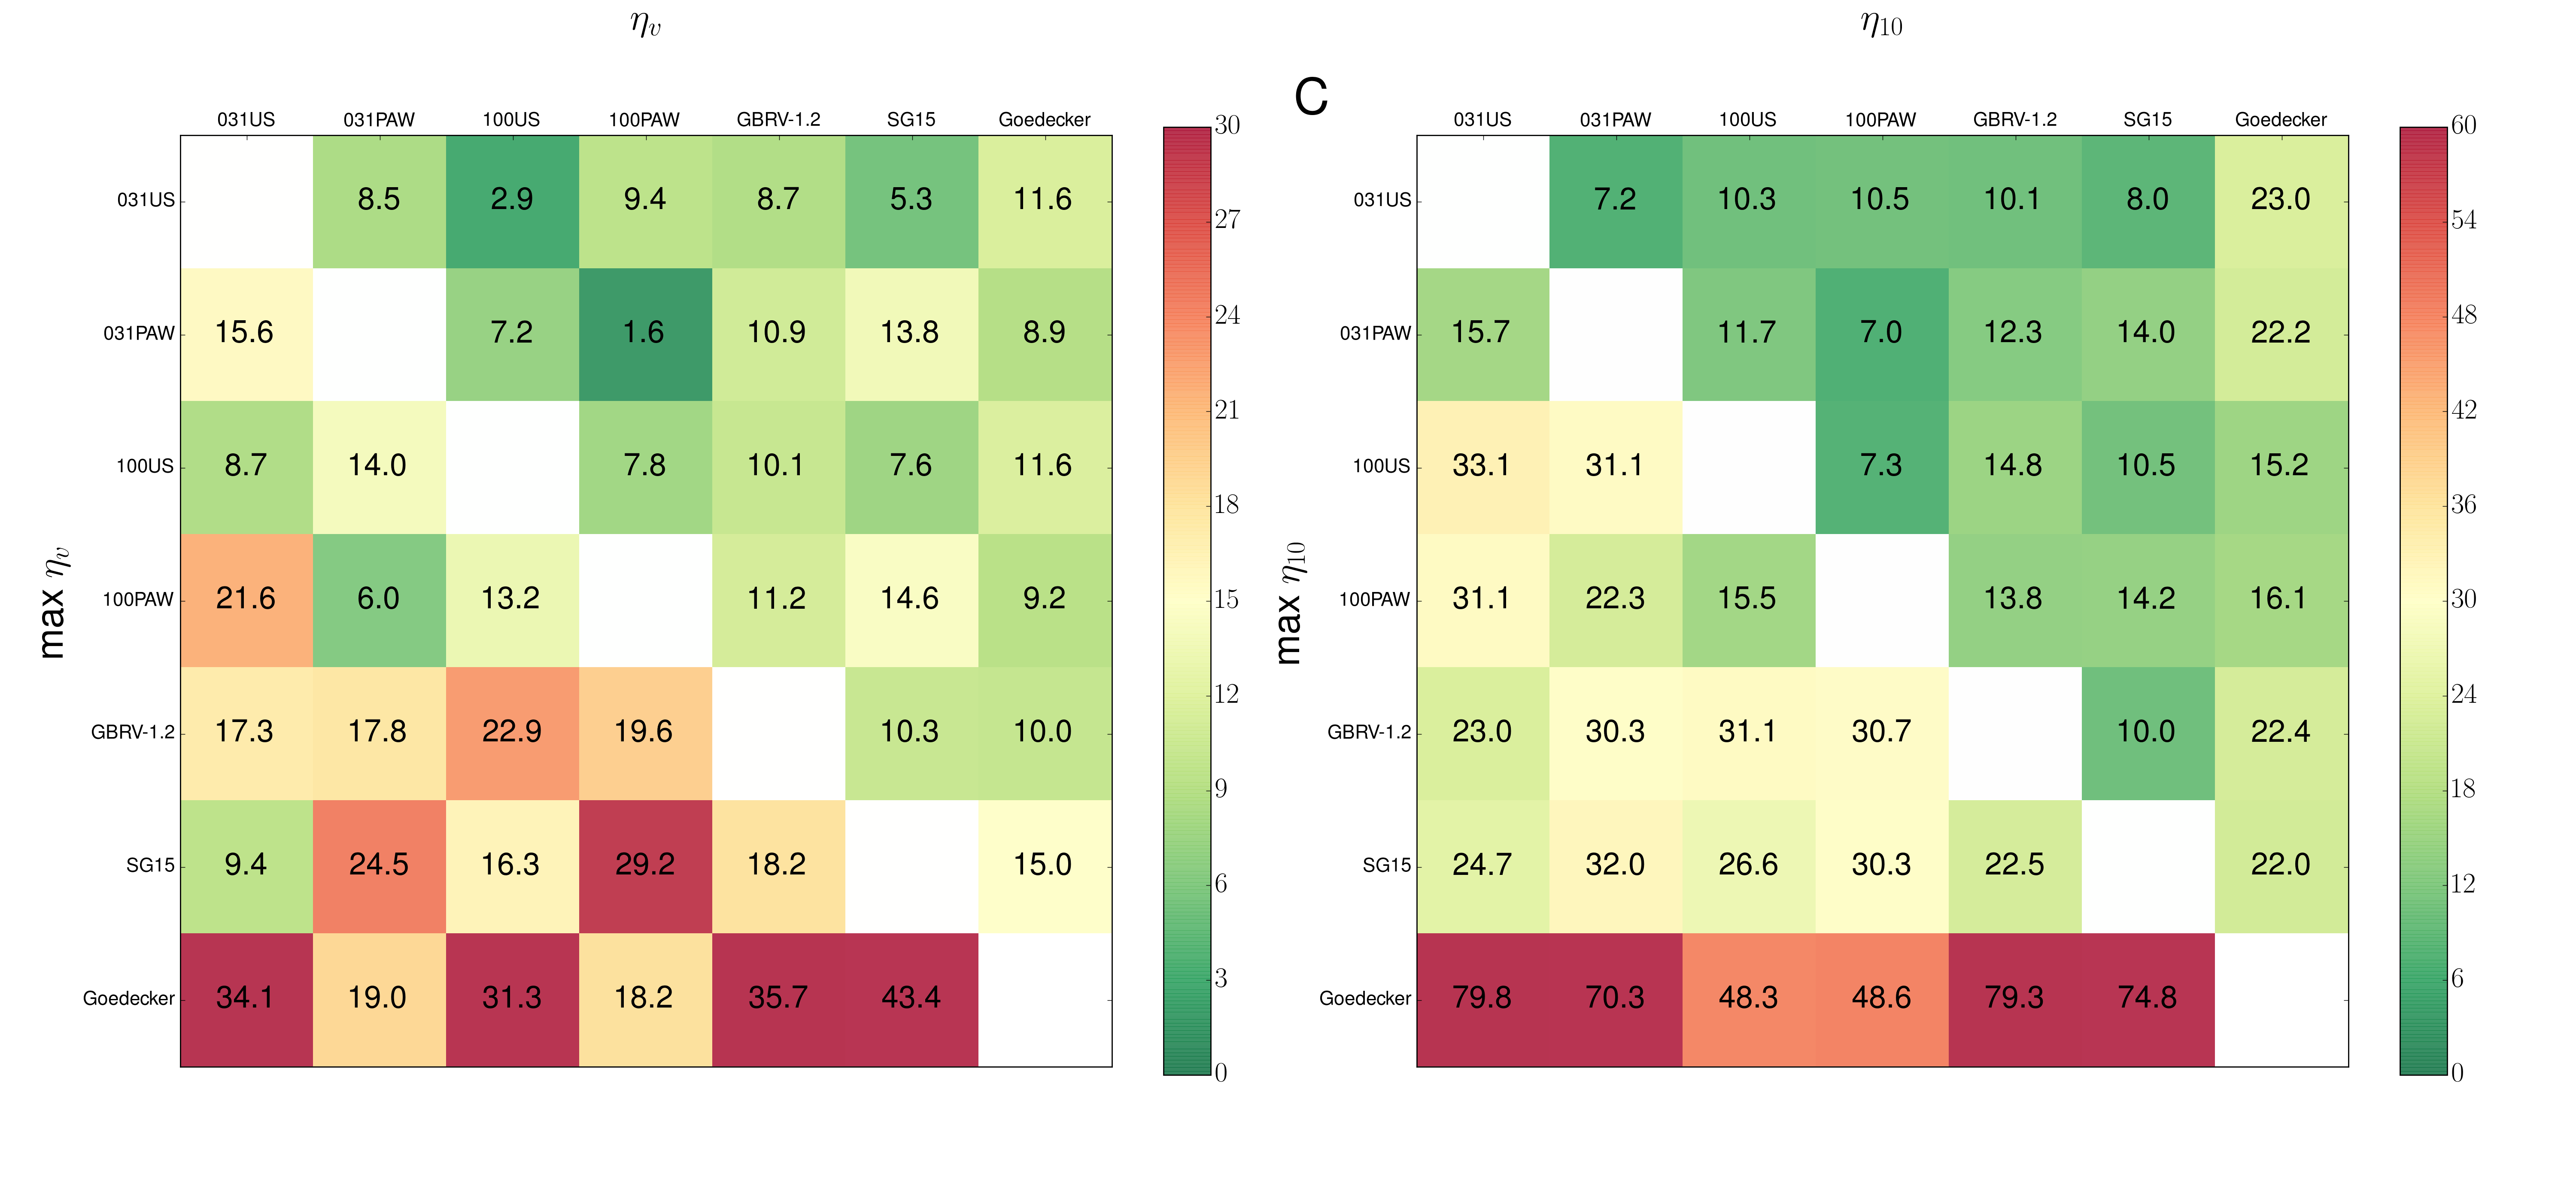 η_v
031US 031PAW 100US 100PAW GBRV-1.2 SG15 Goedecker
031US 8.5 2.9 9.4 8.7 5.3 11.6
031PAW 15.6 7.2 1.6 10.9 13.8 8.9
100US 8.7 14.0 7.8 10.1 7.6 11.6
100PAW 21.6 6.0 13.2 11.2 14.6 9.2
GBRV-1.2 17.3 17.8 22.9 19.6 10.3 10.0
SG15 9.4 24.5 16.3 29.2 18.2 15.0
Goedecker 34.1 19.0 31.3 18.2 35.7 43.4
max η_v
30
27
24
21
18
15
12
9
6
3
0
η_10
C
031US 031PAW 100US 100PAW GBRV-1.2 SG15 Goedecker
031US 7.2 10.3 10.5 10.1 8.0 23.0
031PAW 15.7 11.7 7.0 12.3 14.0 22.2
100US 33.1 31.1 7.3 14.8 10.5 15.2
100PAW 31.1 22.3 15.5 13.8 14.2 16.1
GBRV-1.2 23.0 30.3 31.1 30.7 10.0 22.4
SG15 24.7 32.0 26.6 30.3 22.5 22.0
Goedecker 79.8 70.3 48.3 48.6 79.3 74.8
max η_10
60
54
48
42
36
30
24
18
12
6
0